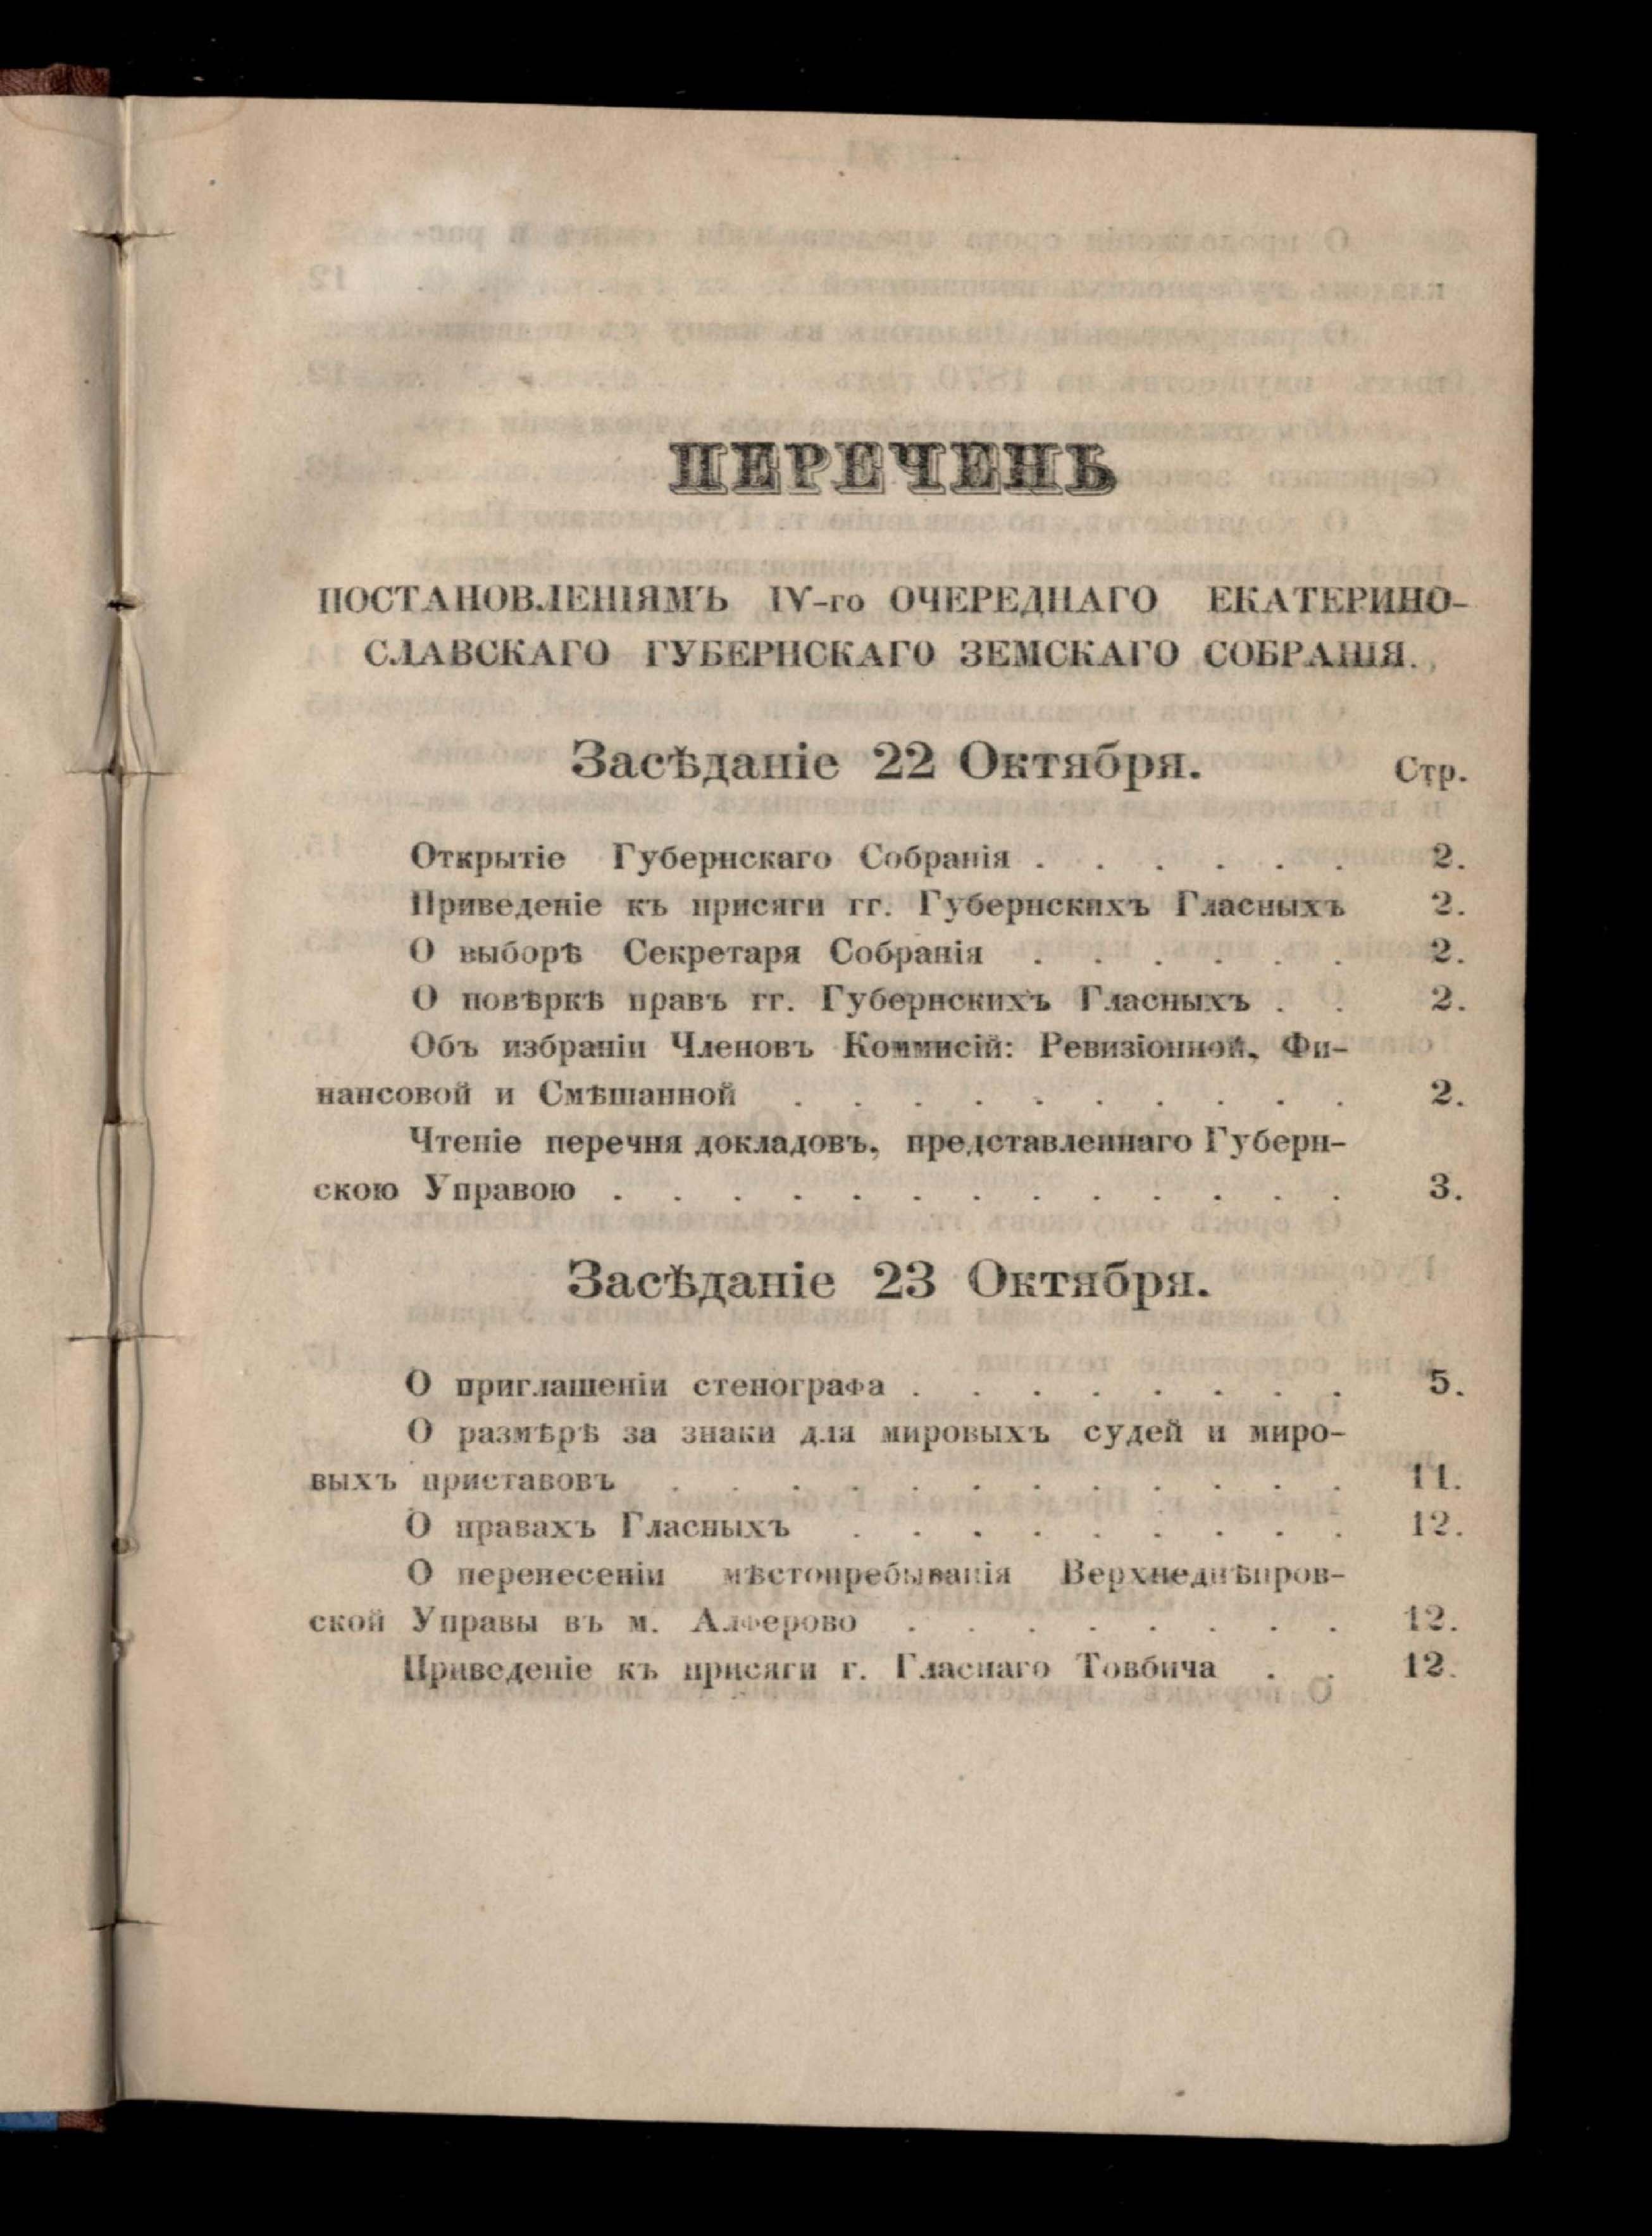 ПЕРЕЧЕНЬ
ПОСТАНОВЛЕНІЯМЪ IV-го ОЧЕРЕДНАГО ЕКАТЕРИНО-
СЛАВСКАГО ГУБЕРНСКАГО ЗЕМСКАГО СОБРАНІЯ.
Засѣданіе 22 Октября. Стр.
Открытіе Губернскаго Собранія . . . . . . 2.
Приведеніе къ присяги гг. Губернскихъ Гласныхъ 2.
О выборѣ Секретаря Собранія . . . . . . 2.
О повѣркѣ правъ гг. Губернскихъ Гласныхъ . . 2.
Объ избраніи Членовъ Коммисій: Ревизіонной, Фи-
нансовой и Смѣшанной . . . . . . . . . . 2.
Чтеніе перечня докладовъ, представленнаго Губерн-
скою Управою . . . . . . . . . . . . . 3.
Засѣданіе 23 Октября.
О приглашеніи стенографа . . . . . . . . 5.
О размѣрѣ за знаки для мировыхъ судей и миро-
выхъ приставовъ . . . . . . . . . . . . 11.
О правахъ Гласныхъ . . . . . . . . . 12.
О перенесеніи мѣстопребыванія Верхнеднѣпров-
ской Управы въ м. Алферово . . . . . . . . 12.
Приведеніе къ присяги г. Гласнаго Товбича . . 12.